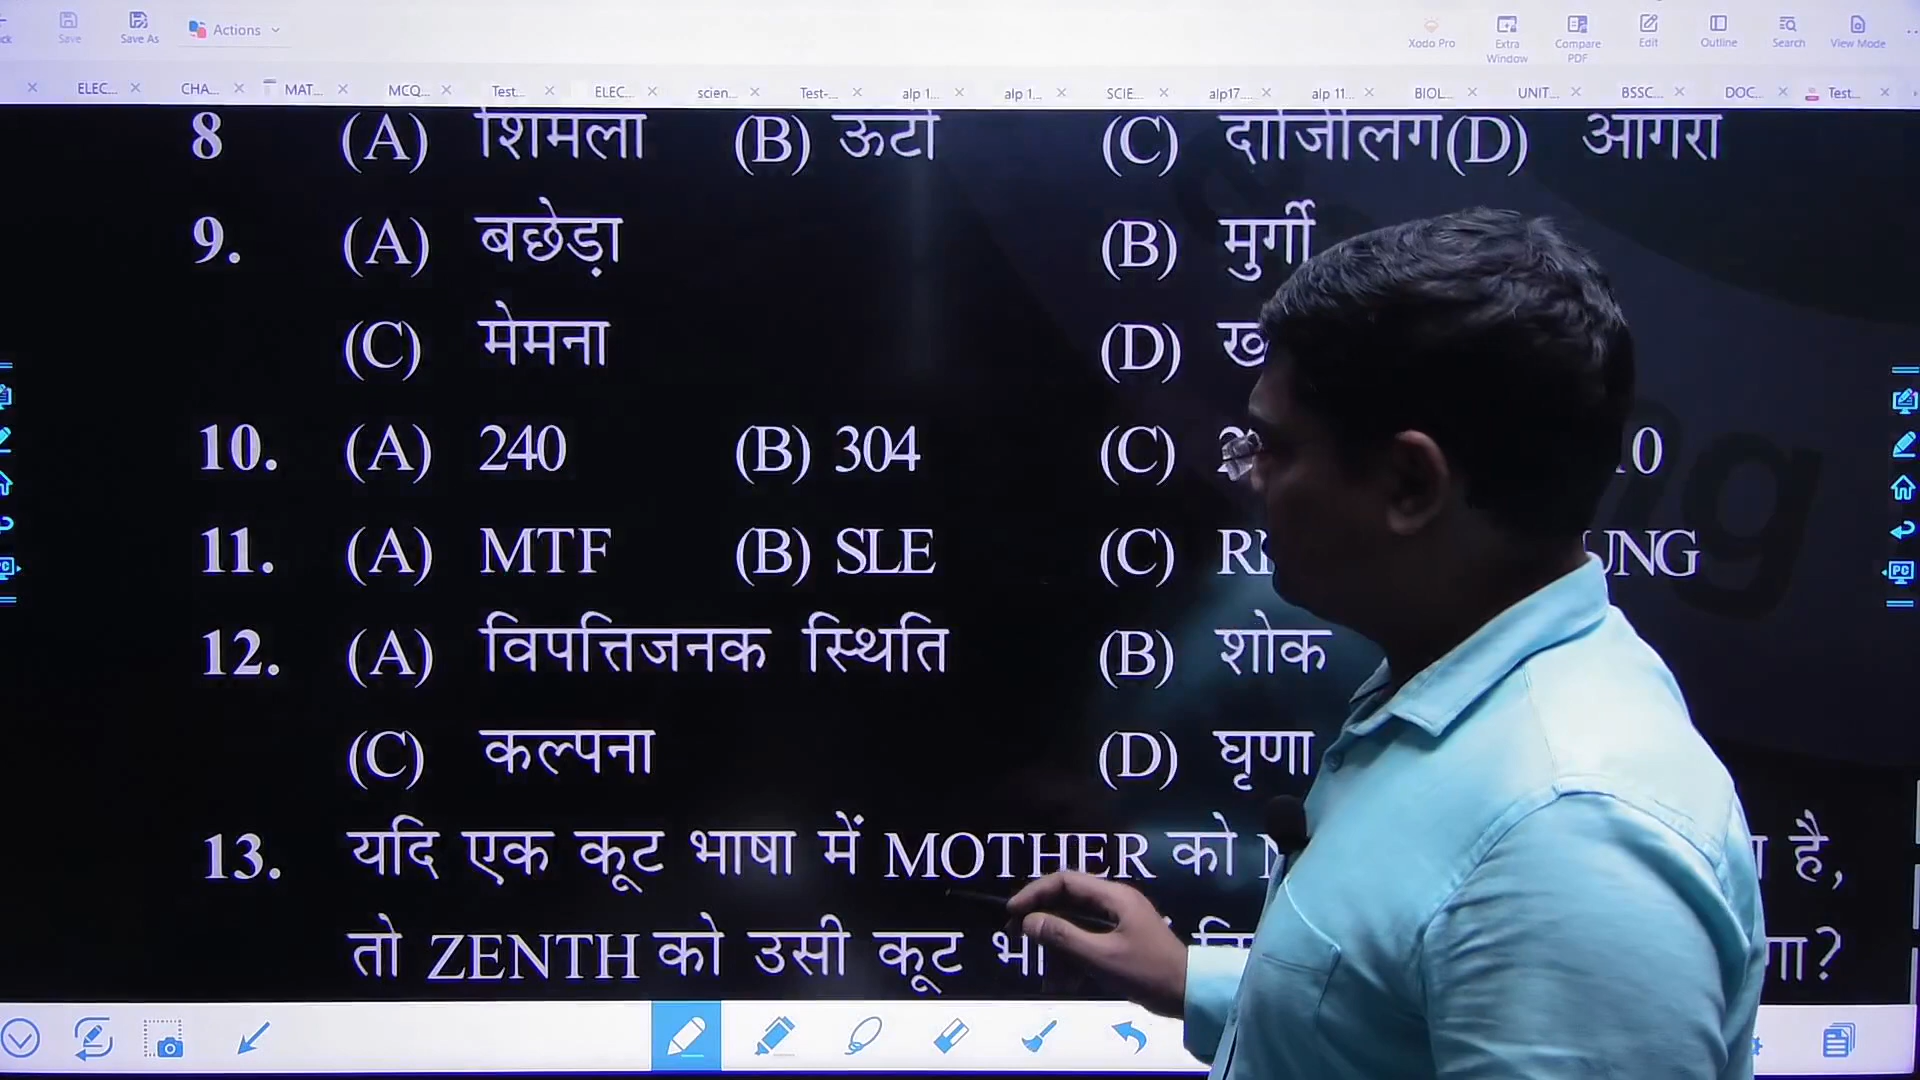 Save
Save As
Actions
Xodo Pro
Extra Window
Compare PDF
Edit
Outline
Search
View Mode
ELEC... CHA... MAT... MCQ... Test... ELEC... scien... Test-... alp 1... alp 1... SCIE... alp17.... alp 11... BIOL... UNIT... BSSC... DOC... Test...
8 (A) शिमला (B) ऊटी (C) दार्जीलिंग (D) आगरा
9. (A) बछेड़ा (B) मुर्गी
(C) मेमना (D)
10. (A) 240 (B) 304 (C)
11. (A) MTF (B) SLE (C) UNG
12. (A) विपत्तिजनक स्थिति (B) शोक
(C) कल्पना (D) घृणा
13. यदि एक कूट भाषा में MOTHER को है,
तो ZENTH को उसी कूट
PC